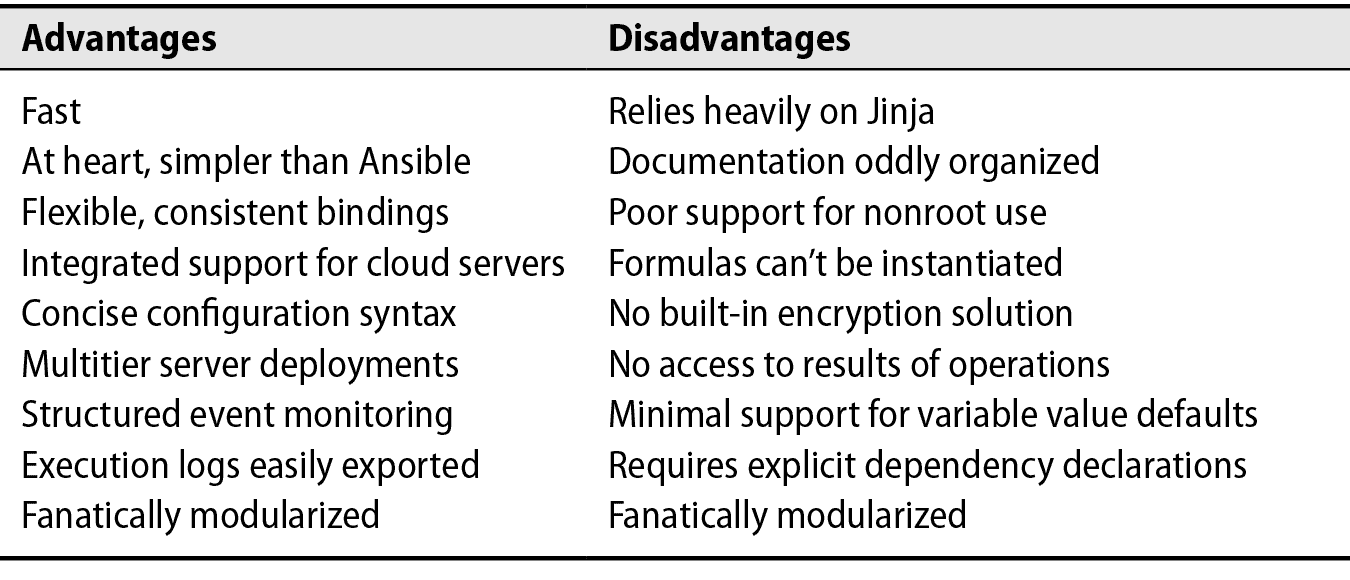 Advantages Disadvantages
Fast Relies heavily on Jinja
At heart, simpler than Ansible Documentation oddly organized
Flexible, consistent bindings Poor support for nonroot use
Integrated support for cloud servers Formulas can’t be instantiated
Concise configuration syntax No built-in encryption solution
Multitier server deployments No access to results of operations
Structured event monitoring Minimal support for variable value defaults
Execution logs easily exported Requires explicit dependency declarations
Fanatically modularized Fanatically modularized